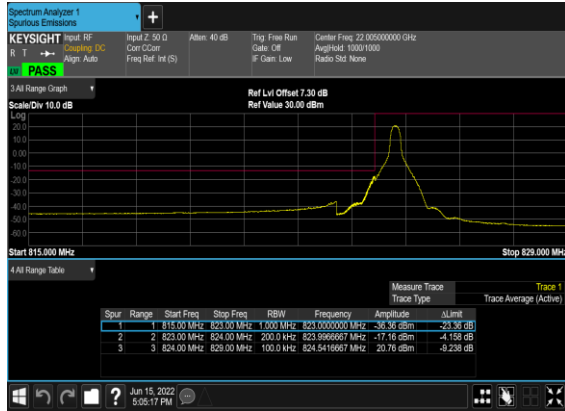 Spectrum Analyzer 1
Spurious Emissions
+
KEYSIGHT Input: RF Input Z: 50 Ω Atten: 40 dB Trig: Free Run Center Freq: 22.005000000 GHz
R T Coupling: DC Corr CCorr Gate: Off Avg|Hold: 1000/1000
Align: Auto Freq Ref: Int (S) IF Gain: Low Radio Std: None
LXI PASS
3 All Range Graph
Ref Lvl Offset 7.30 dB
Scale/Div 10.0 dB Ref Value 30.00 dBm
Log
20.0
10.0
0.00
-10.0
-20.0
-30.0
-40.0
-50.0
-60.0
Start 815.000 MHz Stop 829.000 MHz
4 All Range Table
Measure Trace Trace 1
Trace Type Trace Average (Active)
Spur Range Start Freq Stop Freq RBW Frequency Amplitude ΔLimit
1 1 815.00 MHz 823.00 MHz 1.000 MHz 823.0000000 MHz -36.36 dBm -23.36 dB
2 2 823.00 MHz 824.00 MHz 200.0 kHz 823.9966667 MHz -17.16 dBm -4.158 dB
3 3 824.00 MHz 829.00 MHz 100.0 kHz 824.5416667 MHz 20.76 dBm -9.238 dB
? Jun 15, 2022
5:05:17 PM